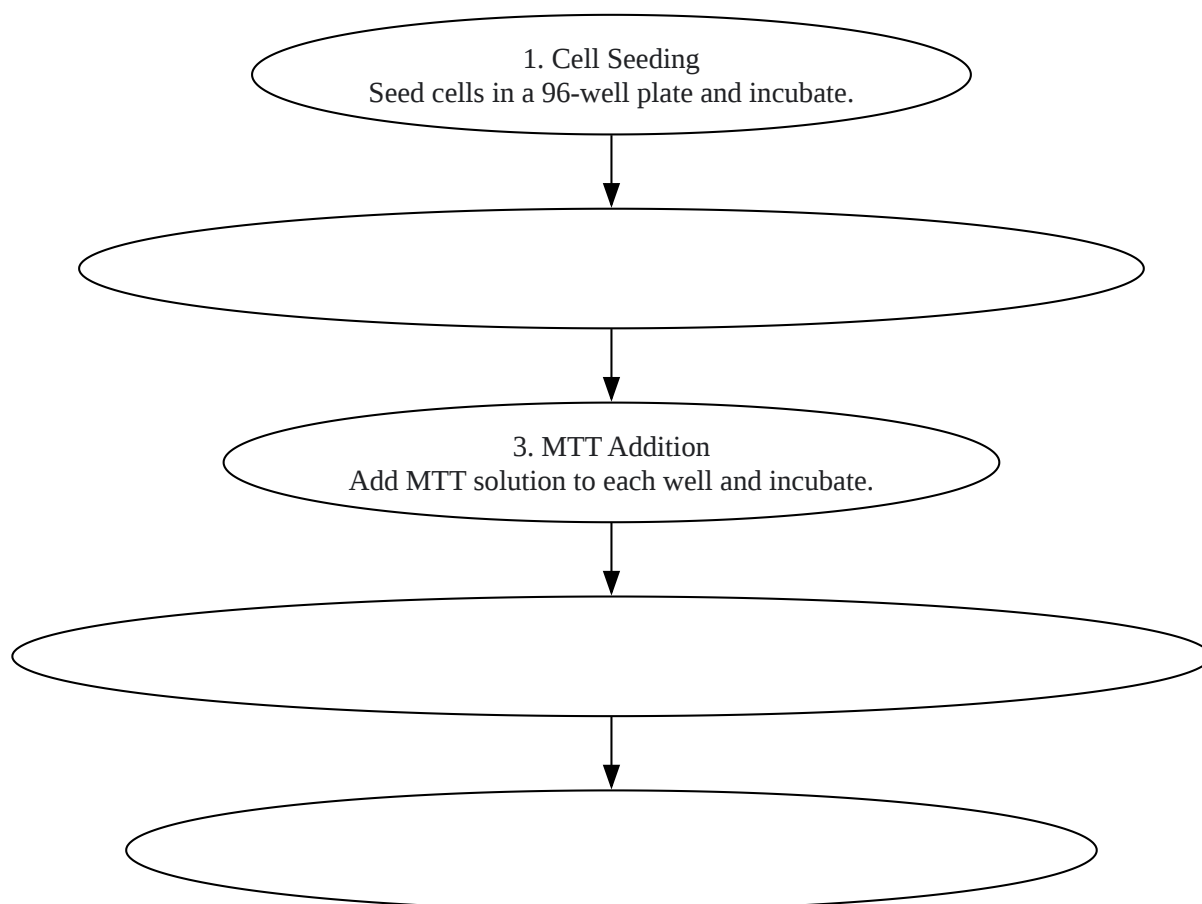 1. Cell Seeding
Seed cells in a 96-well plate and incubate.
3. MTT Addition
Add MTT solution to each well and incubate.